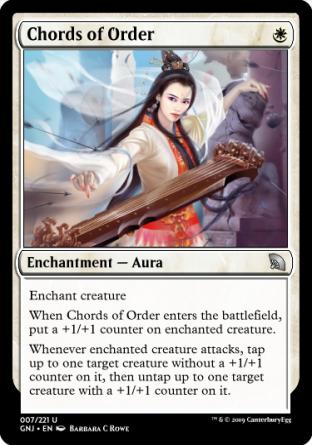 Chords of Order
Enchantment — Aura
Enchant creature
When Chords of Order enters the battlefield,
put a +1/+1 counter on enchanted creature.
Whenever enchanted creature attacks, tap
up to one target creature without a +1/+1
counter on it, then untap up to one target
creature with a +1/+1 counter on it.
007/221 U
GNJ • EN Barbara C Rowe
™ & © 2019 CanterburyEgg